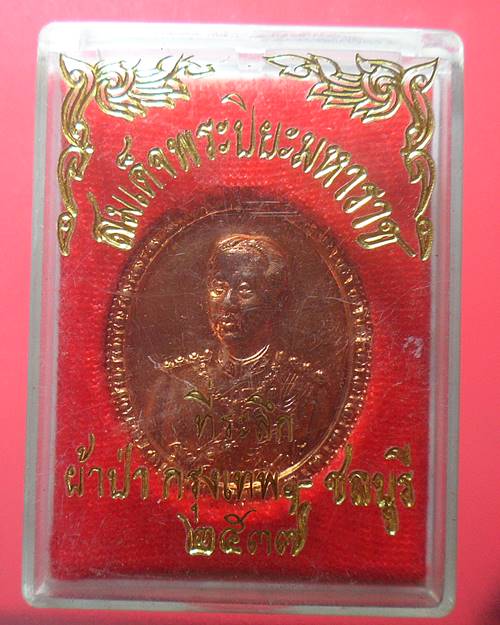 สมเด็จพระปิยะมหาราช
ที่ระลึก
ผ้าป่า กรุงเทพฯ ชลบุรี
๒๕๓๗